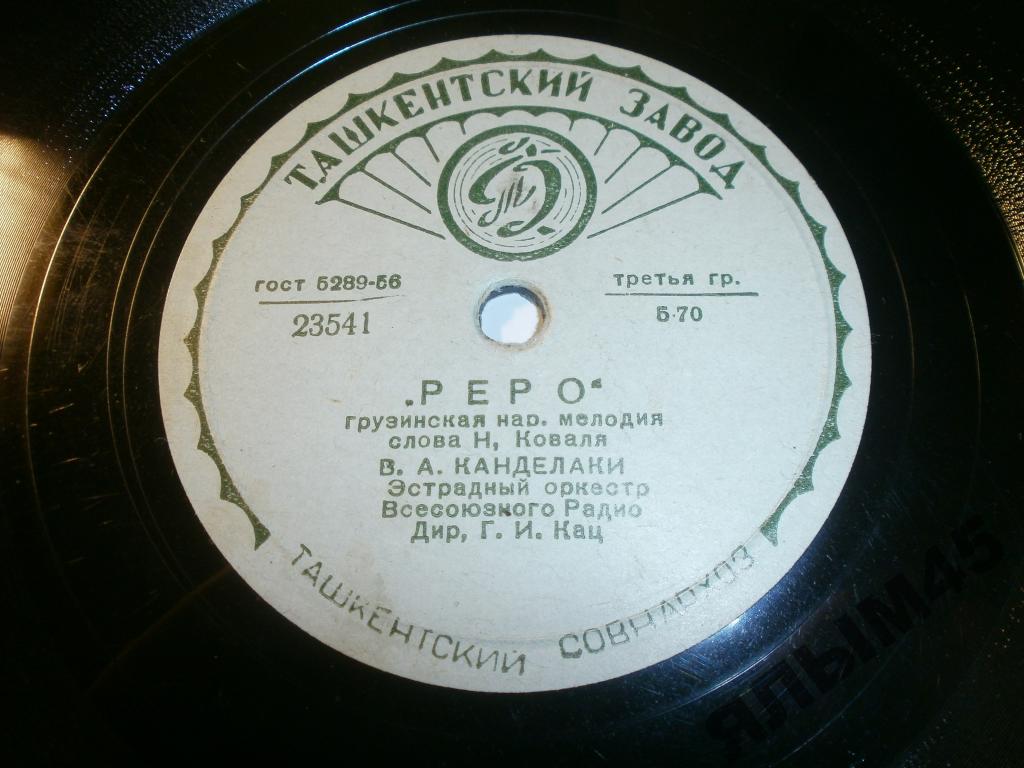 ТАШКЕНТСКИЙ ЗАВОД
гост 5289-56
23541
третья гр.
Б-70
„РЕРО“
грузинская нар. мелодия
слова Н, Коваля
В. А. КАНДЕЛАКИ
Эстрадный оркестр
Всесоюзного Радио
Дир, Г. И. Кац
ТАШКЕНТСКИЙ СОВНАРХОЗ
ЯЛЫМ45